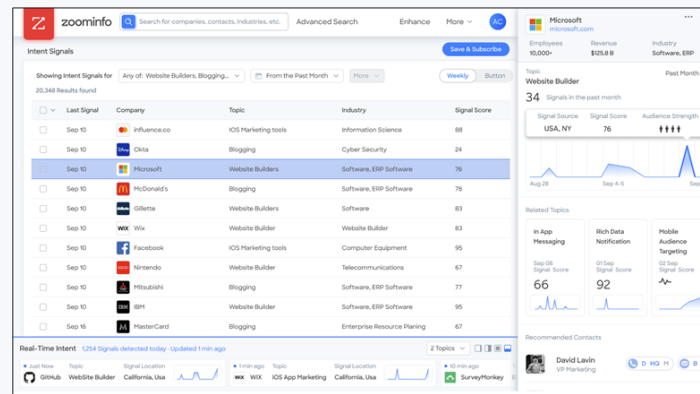 zoominfo
Search for companies, contacts, Industries, etc.
Advanced Search
Enhance
More
AC
Intent Signals
Save & Subscribe
Showing Intent Signals for
Any of: Website Builders, Blogging...
From the Past Month
More
Weekly
Button
20,348 Results found
Last Signal Company Topic Industry Signal Score
Sep 10 influence.co IOS Marketing tools Information Science 88
Sep 10 Okta Blogging Cyber Security 24
Sep 10 Microsoft Website Builders Software, ERP Software 76
Sep 10 McDonald's Blogging Software, ERP Software 78
Sep 10 Gillette Website Builders Software 83
Sep 10 WiX Wix Website Builder Website Builder 83
Sep 10 Facebook IOS Marketing tools Computer Equipment 95
Sep 10 Nintendo Website Builder Telecommunications 67
Sep 10 Mitsubishi Blogging Software, ERP Software 77
Sep 10 IBM Website Builder Software, ERP Software 95
Sep 16 MasterCard Blogging Enterprise Resource Planing 67
Real-Time Intent 1,254 Signals detected today · Updated 1 min ago 2 Topics
Just Now Topic Signal Location
GitHub WebSite Builder California, Usa
1 min ago Topic Signal Location
WiX WIX IOS App Marketing California, Usa
10 min
SurveyMonkey
Microsoft
microsoft.com
Employees Revenue Industry
10,000+ $125.8 B Software, ERP
Topic
Website Builder
Past Month
34 Signals in the past month
Signal Source Signal Score Audience Strength
USA, NY 76
Aug-28 Sep 4-5 Sep
Related Topics
In App
Messaging
Sep 06
Signal Score
66
Rich Data
Notification
01 Sep
Signal Score
92
Mobile
Audience
Targeting
02 Sep
Signal Score
Recommended Contacts
David Lavin
VP Marketing
D HQ M
B